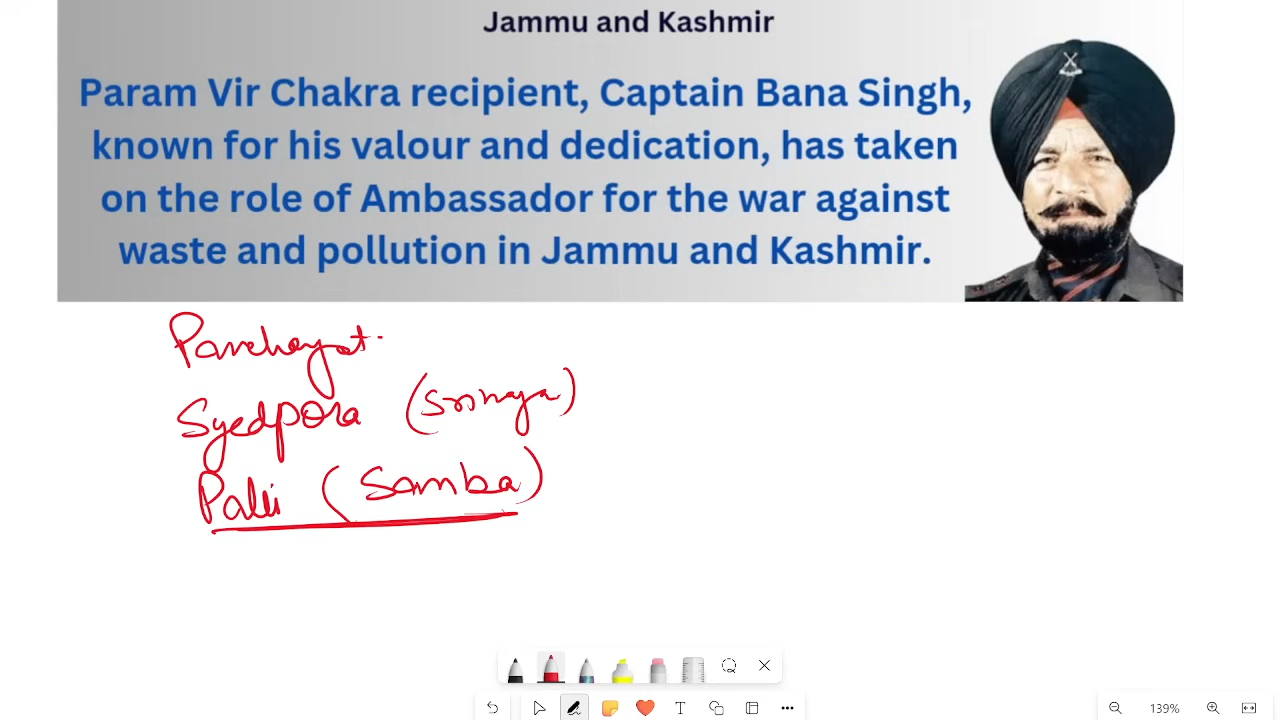 Jammu and Kashmir
Param Vir Chakra recipient, Captain Bana Singh,
known for his valour and dedication, has taken
on the role of Ambassador for the war against
waste and pollution in Jammu and Kashmir.
Panchayat.
Syedpora (Srinaga)
Palli (Samba)
139%